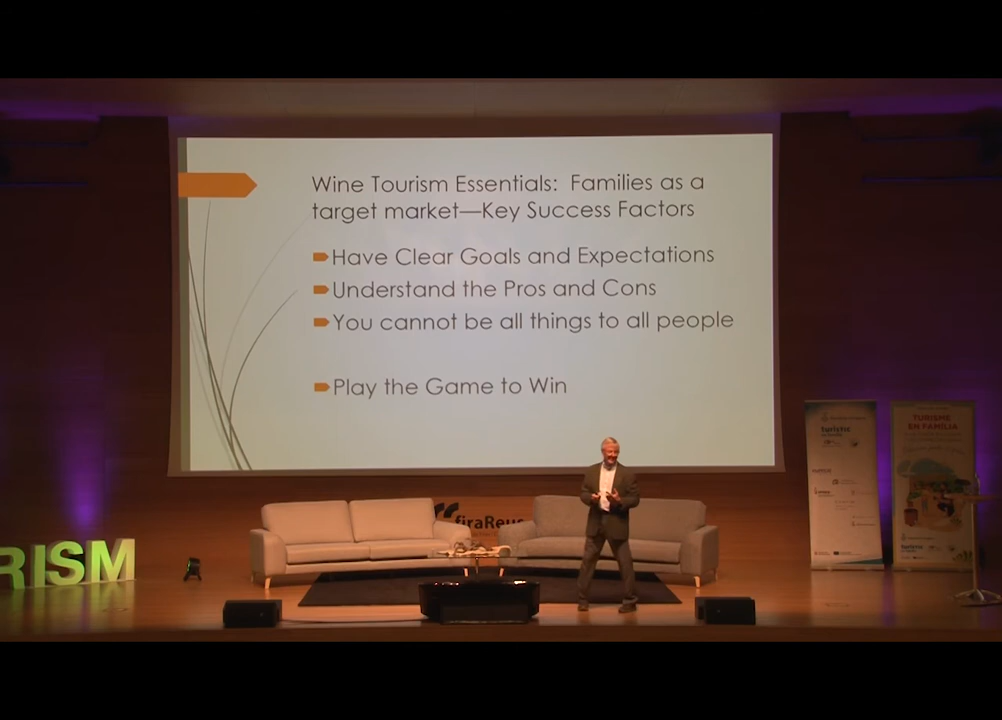 Wine Tourism Essentials: Families as a
target market—Key Success Factors
Have Clear Goals and Expectations
Understand the Pros and Cons
You cannot be all things to all people
Play the Game to Win
firaReus
RISM
turístic
TURISME
EN FAMÍLIA
turístic